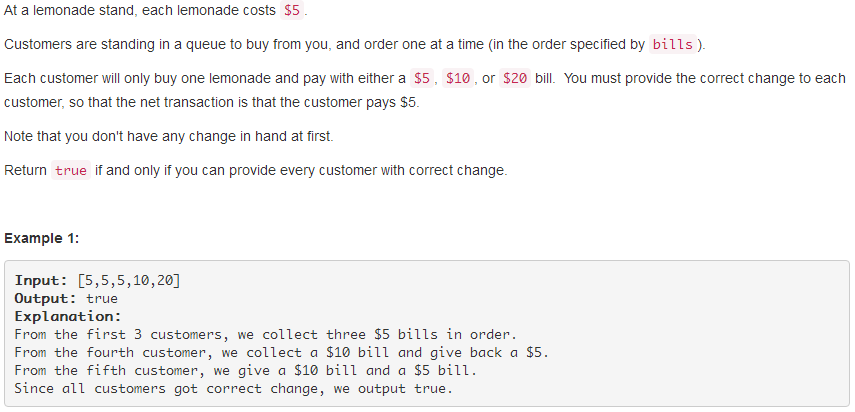 At a lemonade stand, each lemonade costs $5 .
Customers are standing in a queue to buy from you, and order one at a time (in the order specified by bills ).
Each customer will only buy one lemonade and pay with either a $5 , $10 , or $20 bill.  You must provide the correct change to each
customer, so that the net transaction is that the customer pays $5.
Note that you don't have any change in hand at first.
Return true if and only if you can provide every customer with correct change.
Example 1:
Input: [5,5,5,10,20]
Output: true
Explanation:
From the first 3 customers, we collect three $5 bills in order.
From the fourth customer, we collect a $10 bill and give back a $5.
From the fifth customer, we give a $10 bill and a $5 bill.
Since all customers got correct change, we output true.